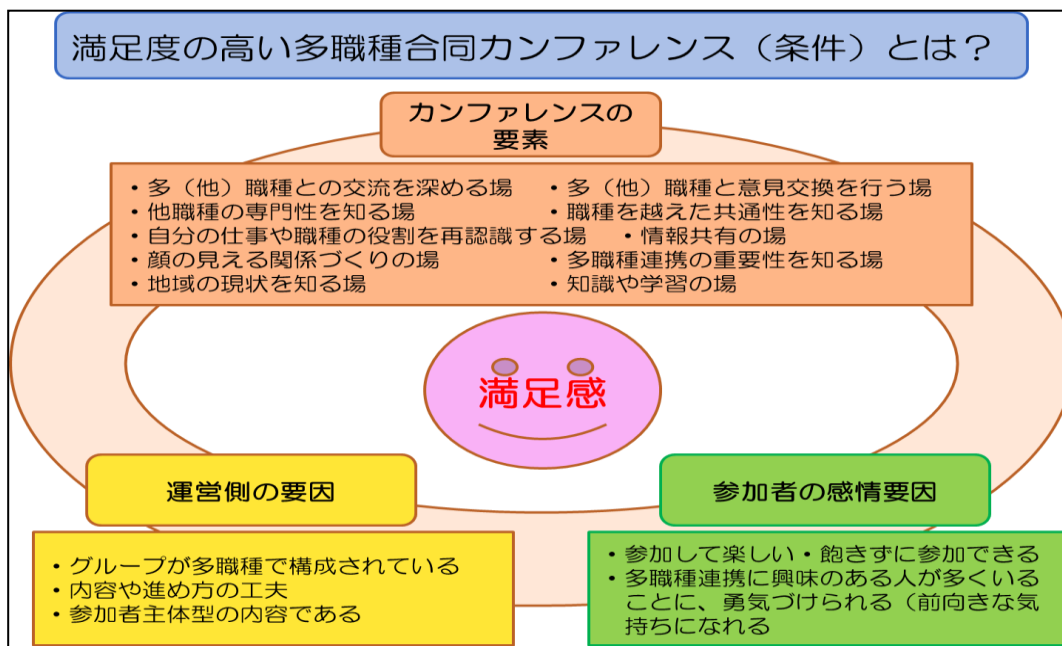 満足度の高い多職種合同カンファレンス（条件）とは？
カンファレンスの
要素
・多（他）職種との交流を深める場　・多（他）職種と意見交換を行う場
・他職種の専門性を知る場　・職種を越えた共通性を知る場
・自分の仕事や職種の役割を再認識する場　・情報共有の場
・顔の見える関係づくりの場　・多職種連携の重要性を知る場
・地域の現状を知る場　・知識や学習の場
満足感
運営側の要因
・グループが多職種で構成されている
・内容や進め方の工夫
・参加者主体型の内容である
参加者の感情要因
・参加して楽しい・飽きずに参加できる
・多職種連携に興味のある人が多くいる
ことに、勇気づけられる（前向きな気
持ちになれる